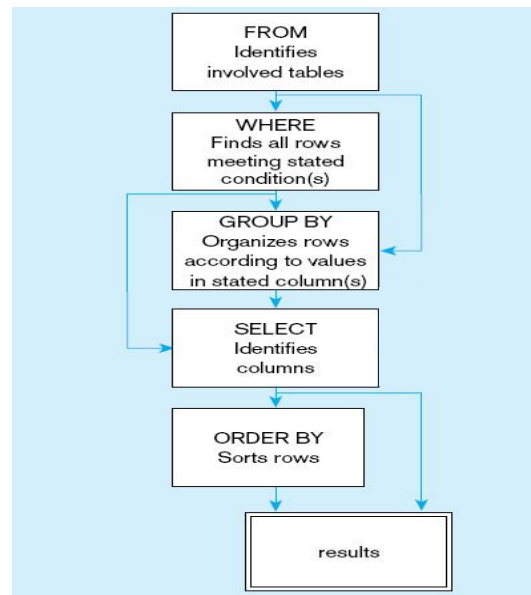 FROM
Identifies
involved tables
WHERE
Finds all rows
meeting stated
condition(s)
GROUP BY
Organizes rows
according to values
in stated column(s)
SELECT
Identifies
columns
ORDER BY
Sorts rows
results